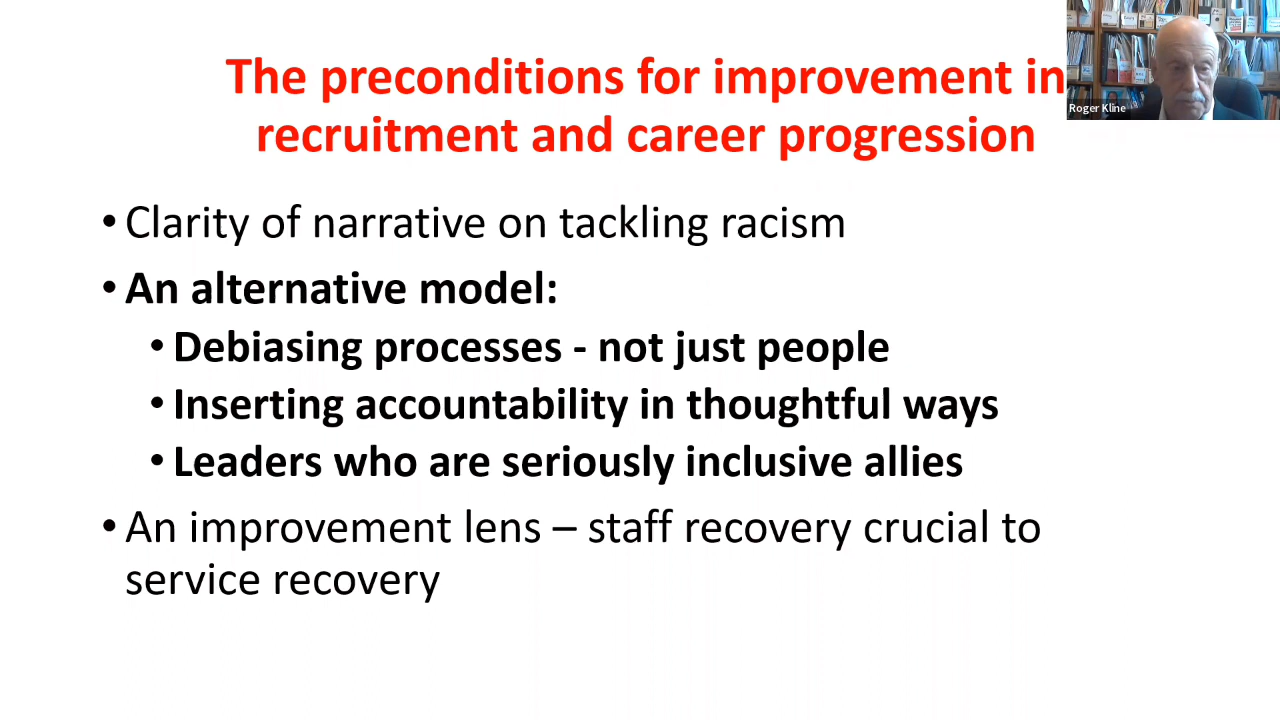 The preconditions for improvement in
recruitment and career progression
Roger Kline
• Clarity of narrative on tackling racism
• An alternative model:
• Debiasing processes - not just people
• Inserting accountability in thoughtful ways
• Leaders who are seriously inclusive allies
• An improvement lens – staff recovery crucial to
service recovery